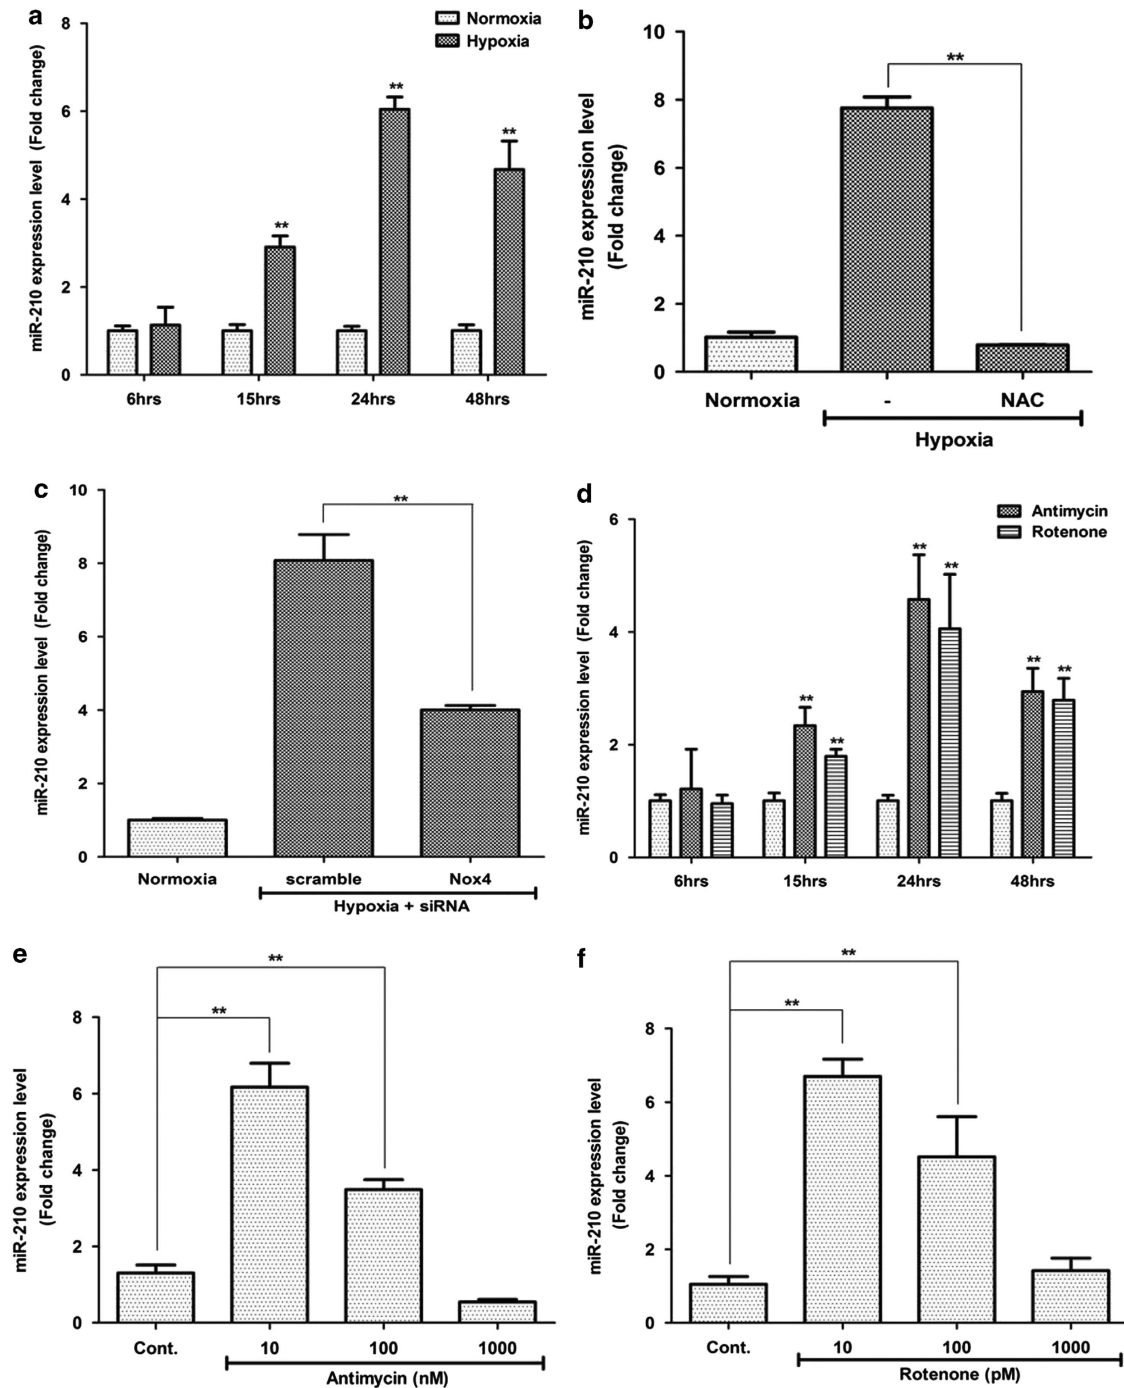 a
Normoxia
Hypoxia
miR-210 expression level (Fold change)
8
6
4
2
0
**
**
**
6hrs 15hrs 24hrs 48hrs
b
miR-210 expression level
(Fold change)
10
8
6
4
2
0
**
Normoxia - NAC
Hypoxia
c
miR-210 expression level (Fold change)
10
8
6
4
2
0
**
Normoxia scramble Nox4
Hypoxia + siRNA
d
Antimycin
Rotenone
miR-210 expression level (Fold change)
6
4
2
0
**
**
**
**
**
**
6hrs 15hrs 24hrs 48hrs
e
miR-210 expression level
(Fold change)
8
6
4
2
0
**
**
Cont. 10 100 1000
Antimycin (nM)
f
miR-210 expression level
(Fold change)
8
6
4
2
0
**
**
Cont. 10 100 1000
Rotenone (pM)